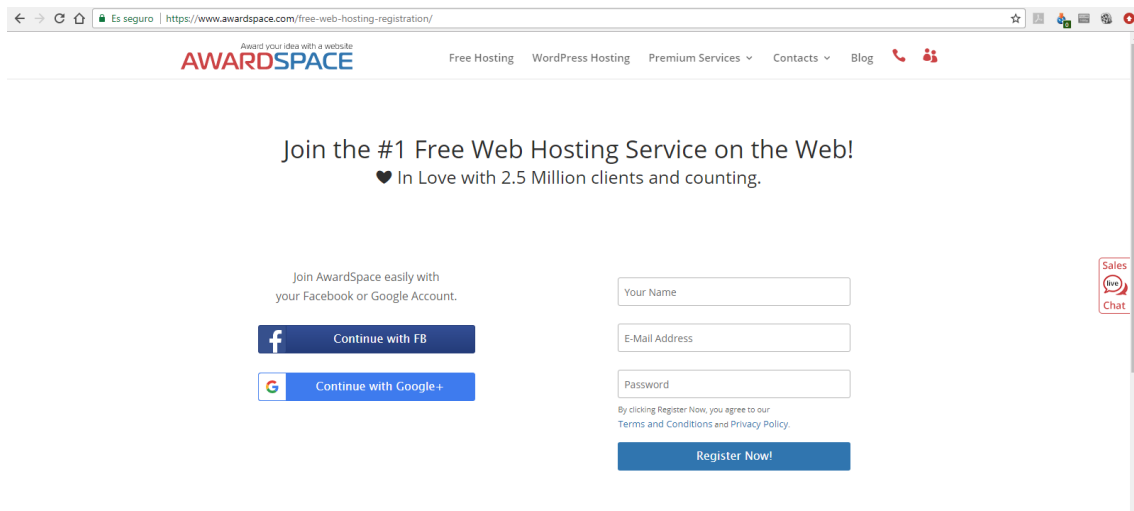 Es seguro https://www.awardspace.com/free-web-hosting-registration/
Award your idea with a website
AWARDSPACE
Free Hosting WordPress Hosting Premium Services Contacts Blog
Join the #1 Free Web Hosting Service on the Web!
In Love with 2.5 Million clients and counting.
Join AwardSpace easily with
your Facebook or Google Account.
Continue with FB
Continue with Google+
Your Name
E-Mail Address
Password
By clicking Register Now, you agree to our
Terms and Conditions and Privacy Policy.
Register Now!
Sales
live
Chat